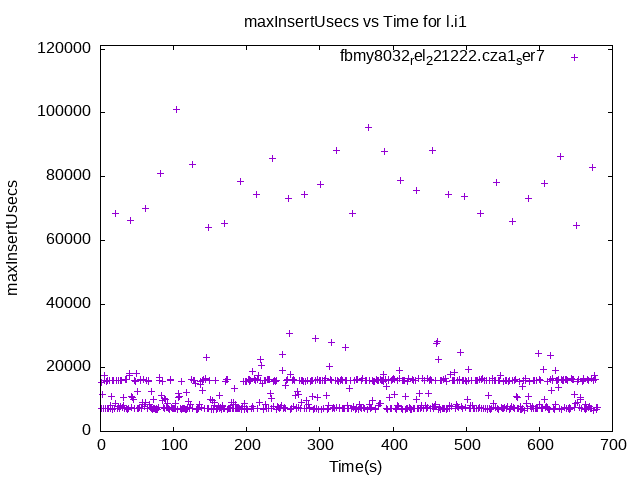 maxInsertUsecs vs Time for l.i1
fbmy8032rel221222.cza1ser7
120000
100000
80000
60000
40000
20000
0
maxInsertUsecs
0 100 200 300 400 500 600 700
Time(s)